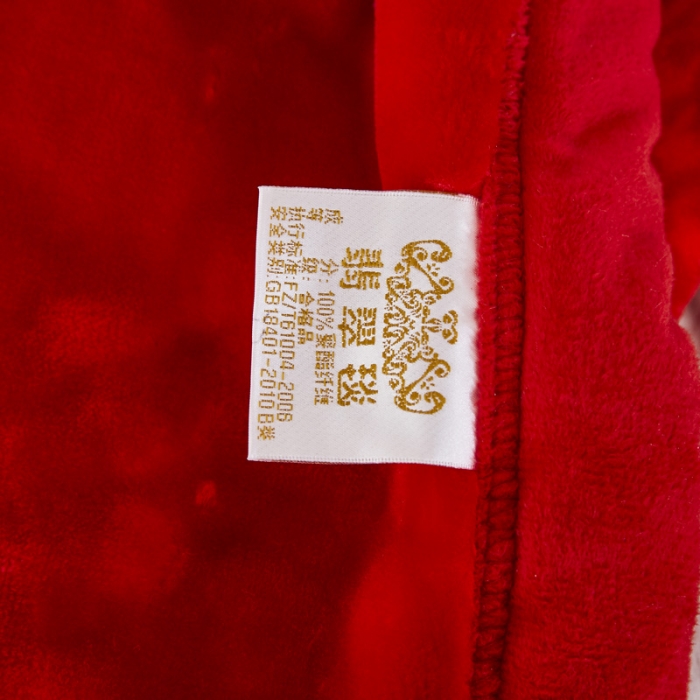 翡翠毯
成 分: 100%聚酯纤维
等 级: 合格品
执行标准:FZ/T61004-2006
安全类别:GB18401-2010 B类